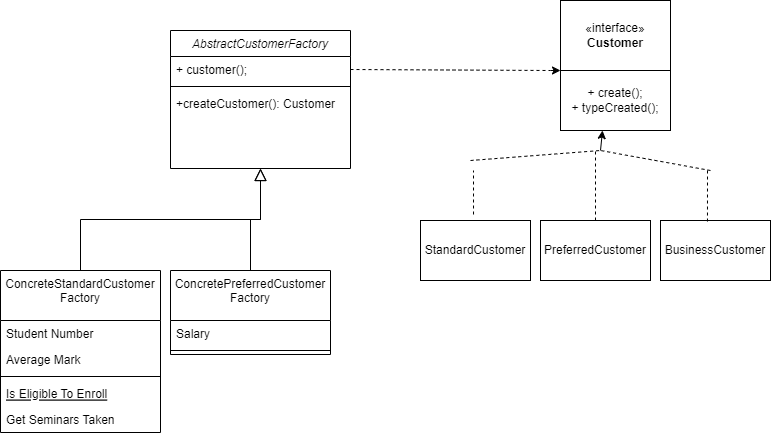 AbstractCustomerFactory
+ customer();
+createCustomer(): Customer
«interface»
Customer
+ create();
+ typeCreated();
StandardCustomer
PreferredCustomer
BusinessCustomer
ConcreteStandardCustomer
Factory
Student Number
Average Mark
Is Eligible To Enroll
Get Seminars Taken
ConcretePreferredCustomer
Factory
Salary